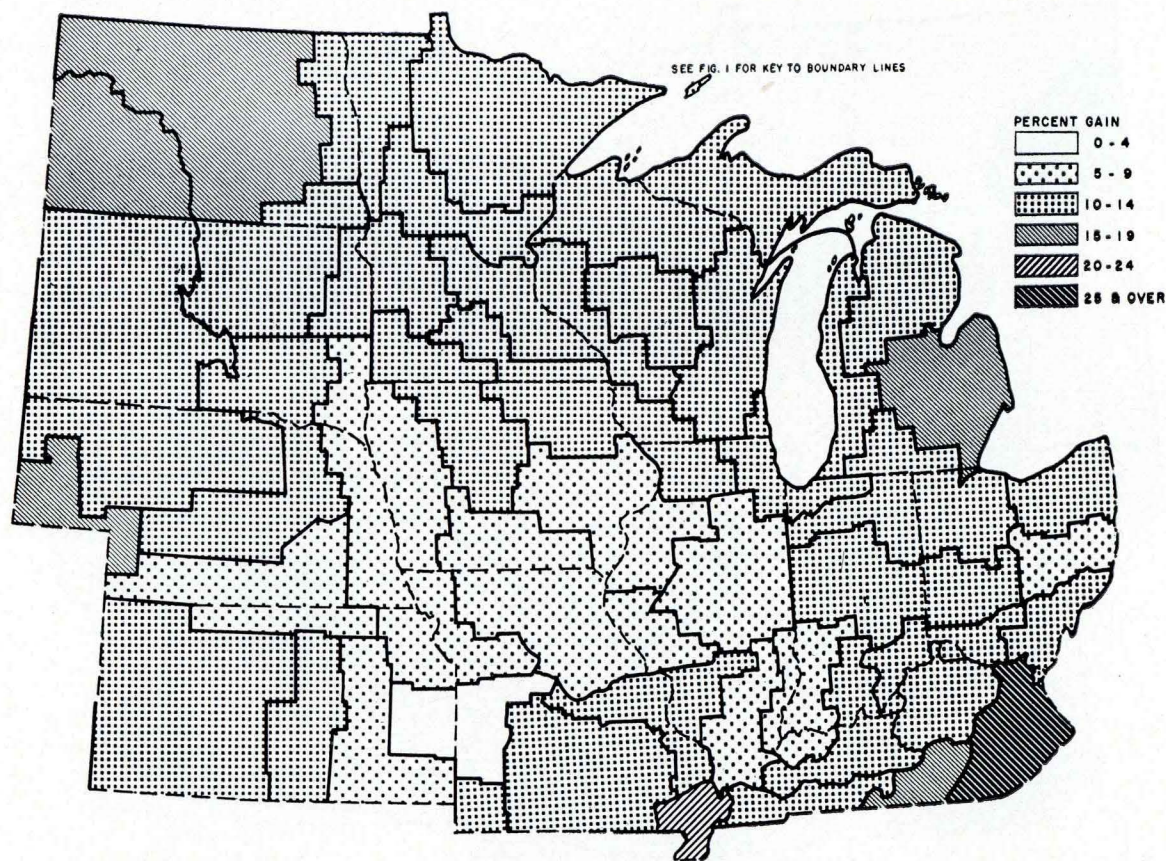 SEE FIG. 1 FOR KEY TO BOUNDARY LINES
PERCENT GAIN
0 - 4
5 - 9
10 - 14
15 - 19
20 - 24
25 & OVER